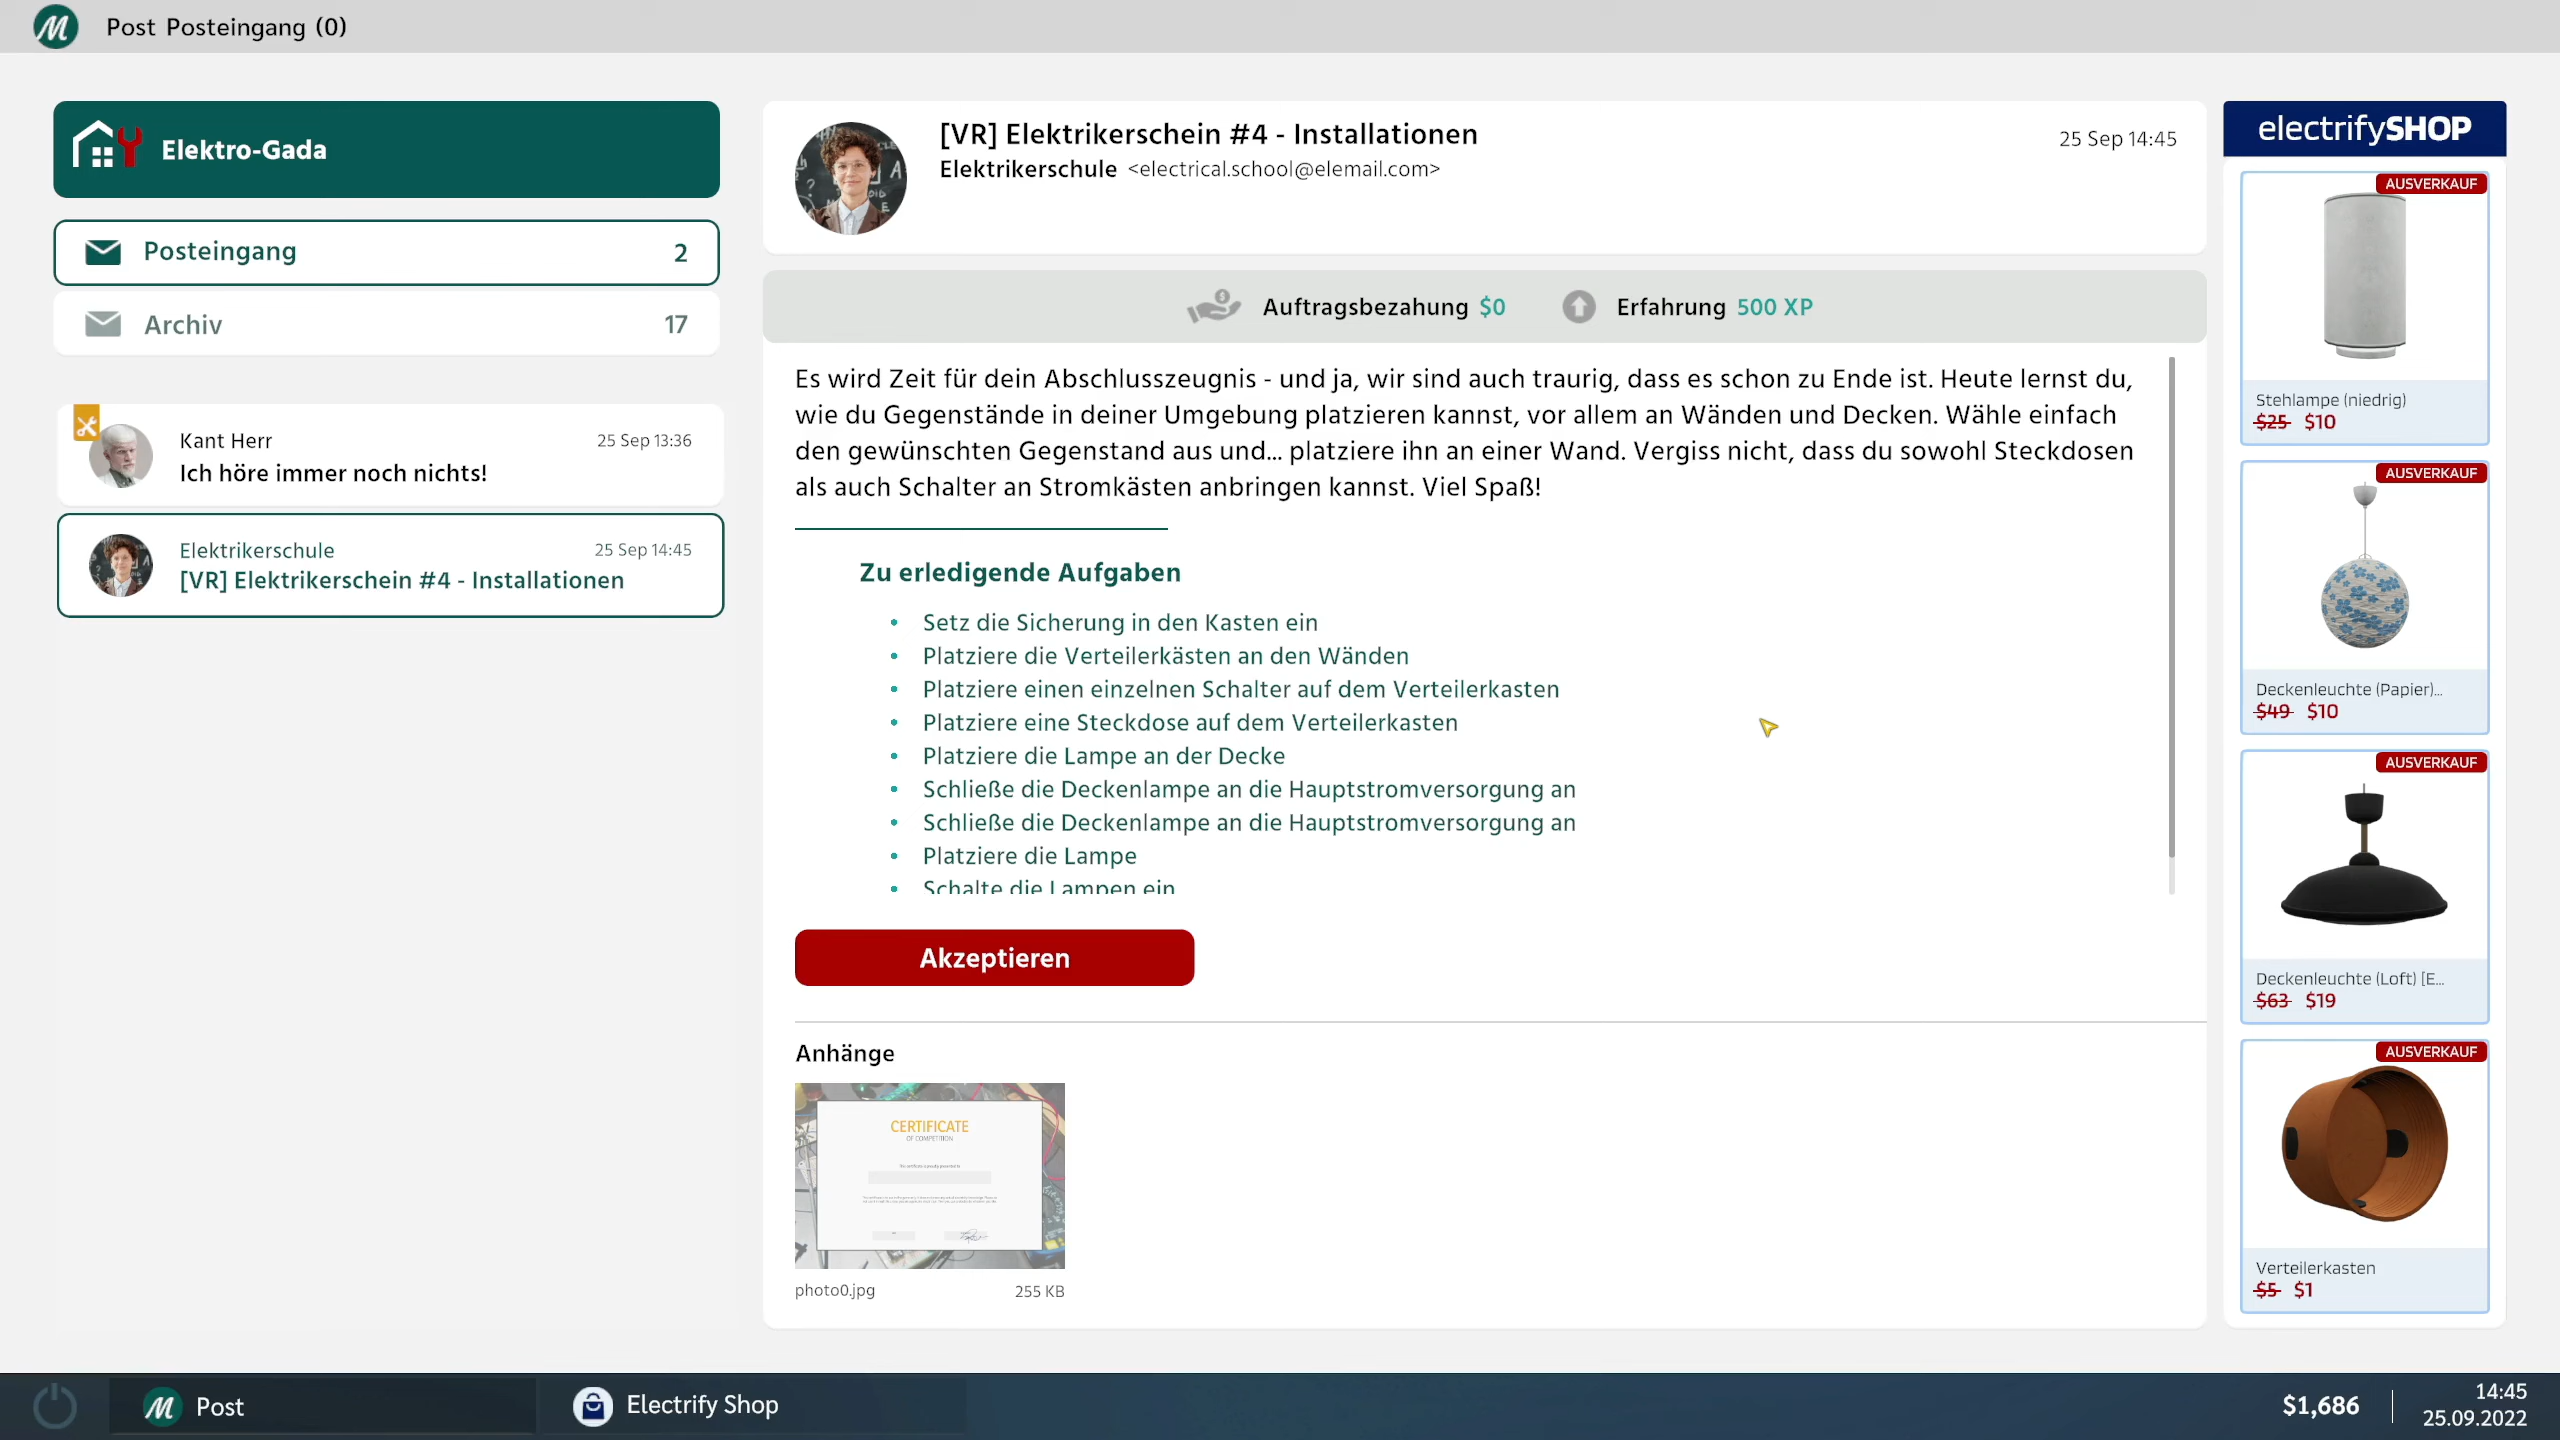 Post Posteingang (0)
Elektro-Gada
Posteingang 2
Archiv 17
Kant Herr 25 Sep 13:36
Ich höre immer noch nichts!
Elektrikerschule 25 Sep 14:45
[VR] Elektrikerschein #4 - Installationen
[VR] Elektrikerschein #4 - Installationen
25 Sep 14:45
Elektrikerschule <electrical.school@elemail.com>
Auftragsbezahung $0 Erfahrung 500 XP
Es wird Zeit für dein Abschlusszeugnis - und ja, wir sind auch traurig, dass es schon zu Ende ist. Heute lernst du,
wie du Gegenstände in deiner Umgebung platzieren kannst, vor allem an Wänden und Decken. Wähle einfach
den gewünschten Gegenstand aus und... platziere ihn an einer Wand. Vergiss nicht, dass du sowohl Steckdosen
als auch Schalter an Stromkästen anbringen kannst. Viel Spaß!
Zu erledigende Aufgaben
• Setz die Sicherung in den Kasten ein
• Platziere die Verteilerkästen an den Wänden
• Platziere einen einzelnen Schalter auf dem Verteilerkasten
• Platziere eine Steckdose auf dem Verteilerkasten
• Platziere die Lampe an der Decke
• Schließe die Deckenlampe an die Hauptstromversorgung an
• Schließe die Deckenlampe an die Hauptstromversorgung an
• Platziere die Lampe
• Schalte die Lampen ein
Akzeptieren
Anhänge
CERTIFICATE
OF COMPETITION
photo0.jpg 255 KB
electrifySHOP
AUSVERKAUF
Stehlampe (niedrig)
$25 $10
AUSVERKAUF
Deckenleuchte (Papier)...
$49 $10
AUSVERKAUF
Deckenleuchte (Loft) [E...
$63 $19
AUSVERKAUF
Verteilerkasten
$5 $1
Post
Electrify Shop
$1,686
14:45
25.09.2022